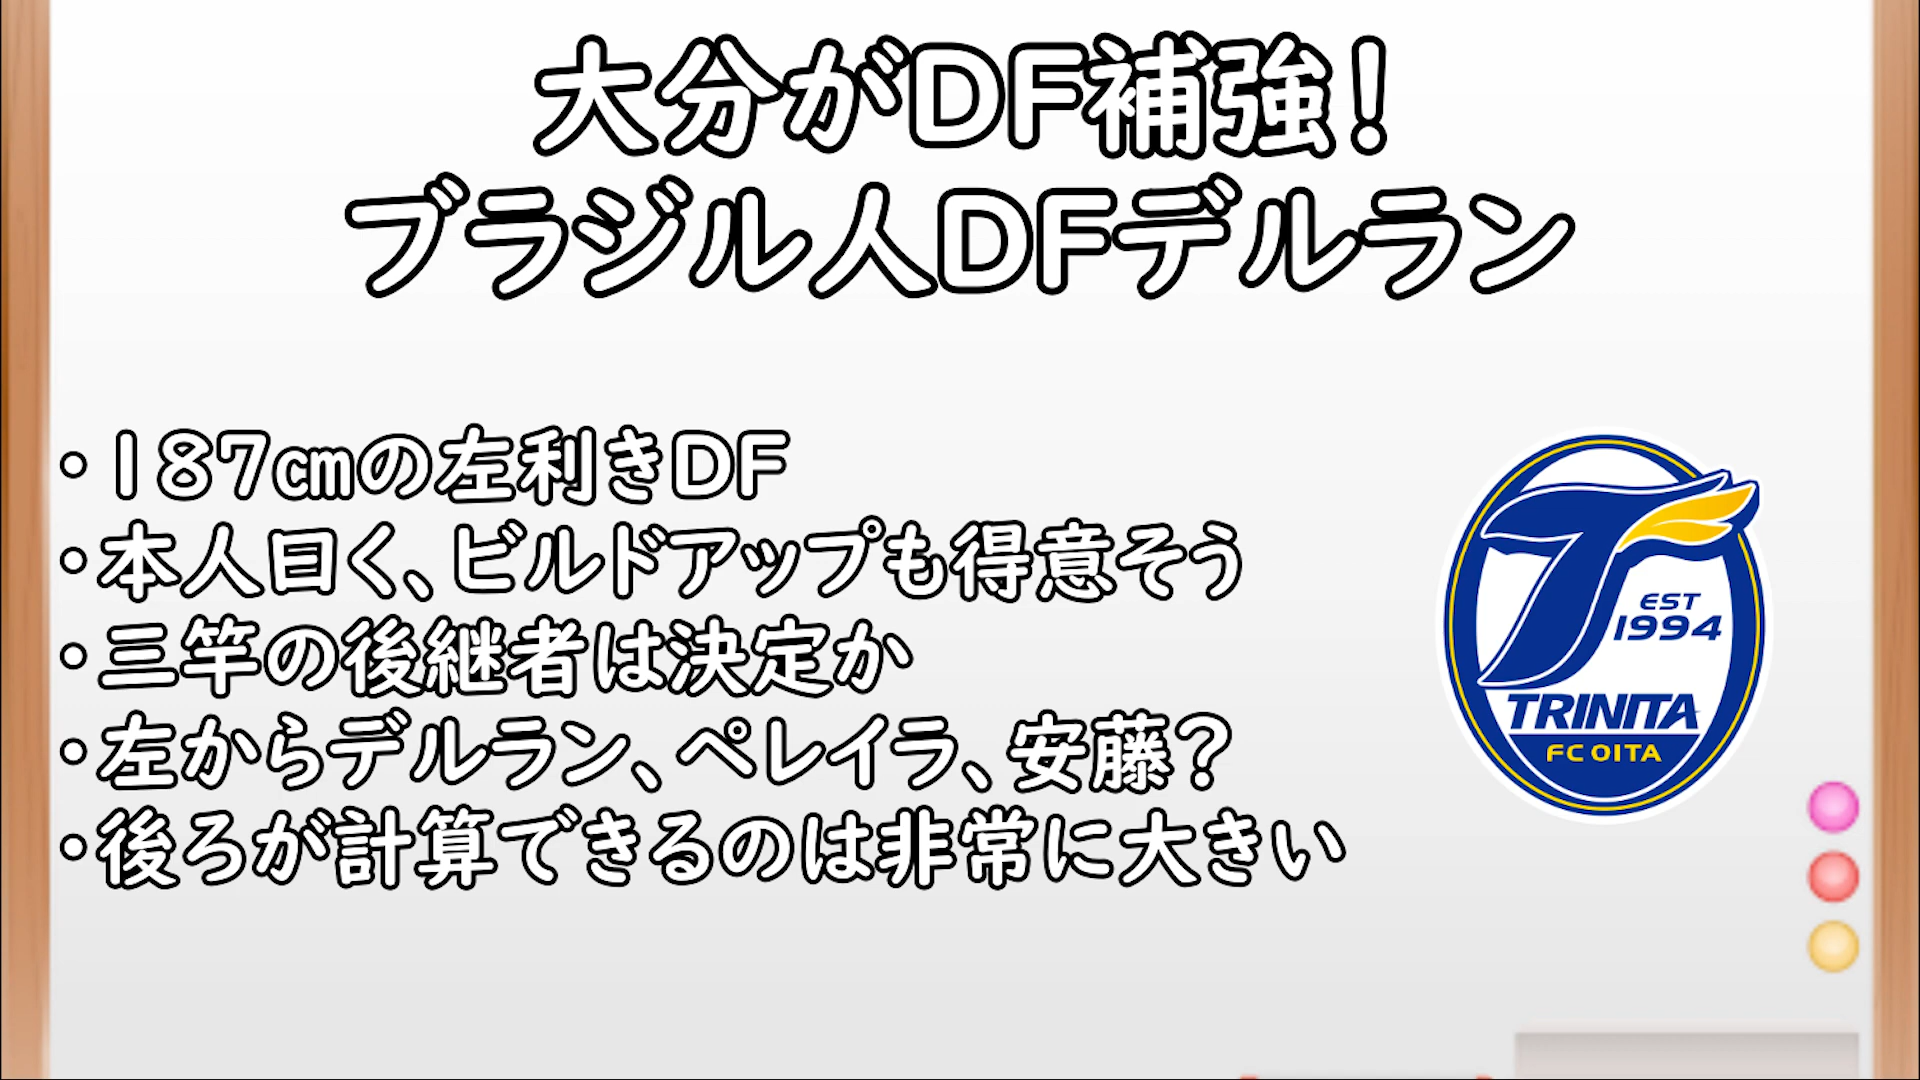 大分がDF補強！
ブラジル人DFデルラン
・187㎝の左利きDF
・本人曰く、ビルドアップも得意そう
・三竿の後継者は決定か
・左からデルラン、ペレイラ、安藤？
・後ろが計算できるのは非常に大きい
EST
1994
TRINITA
FC OITA